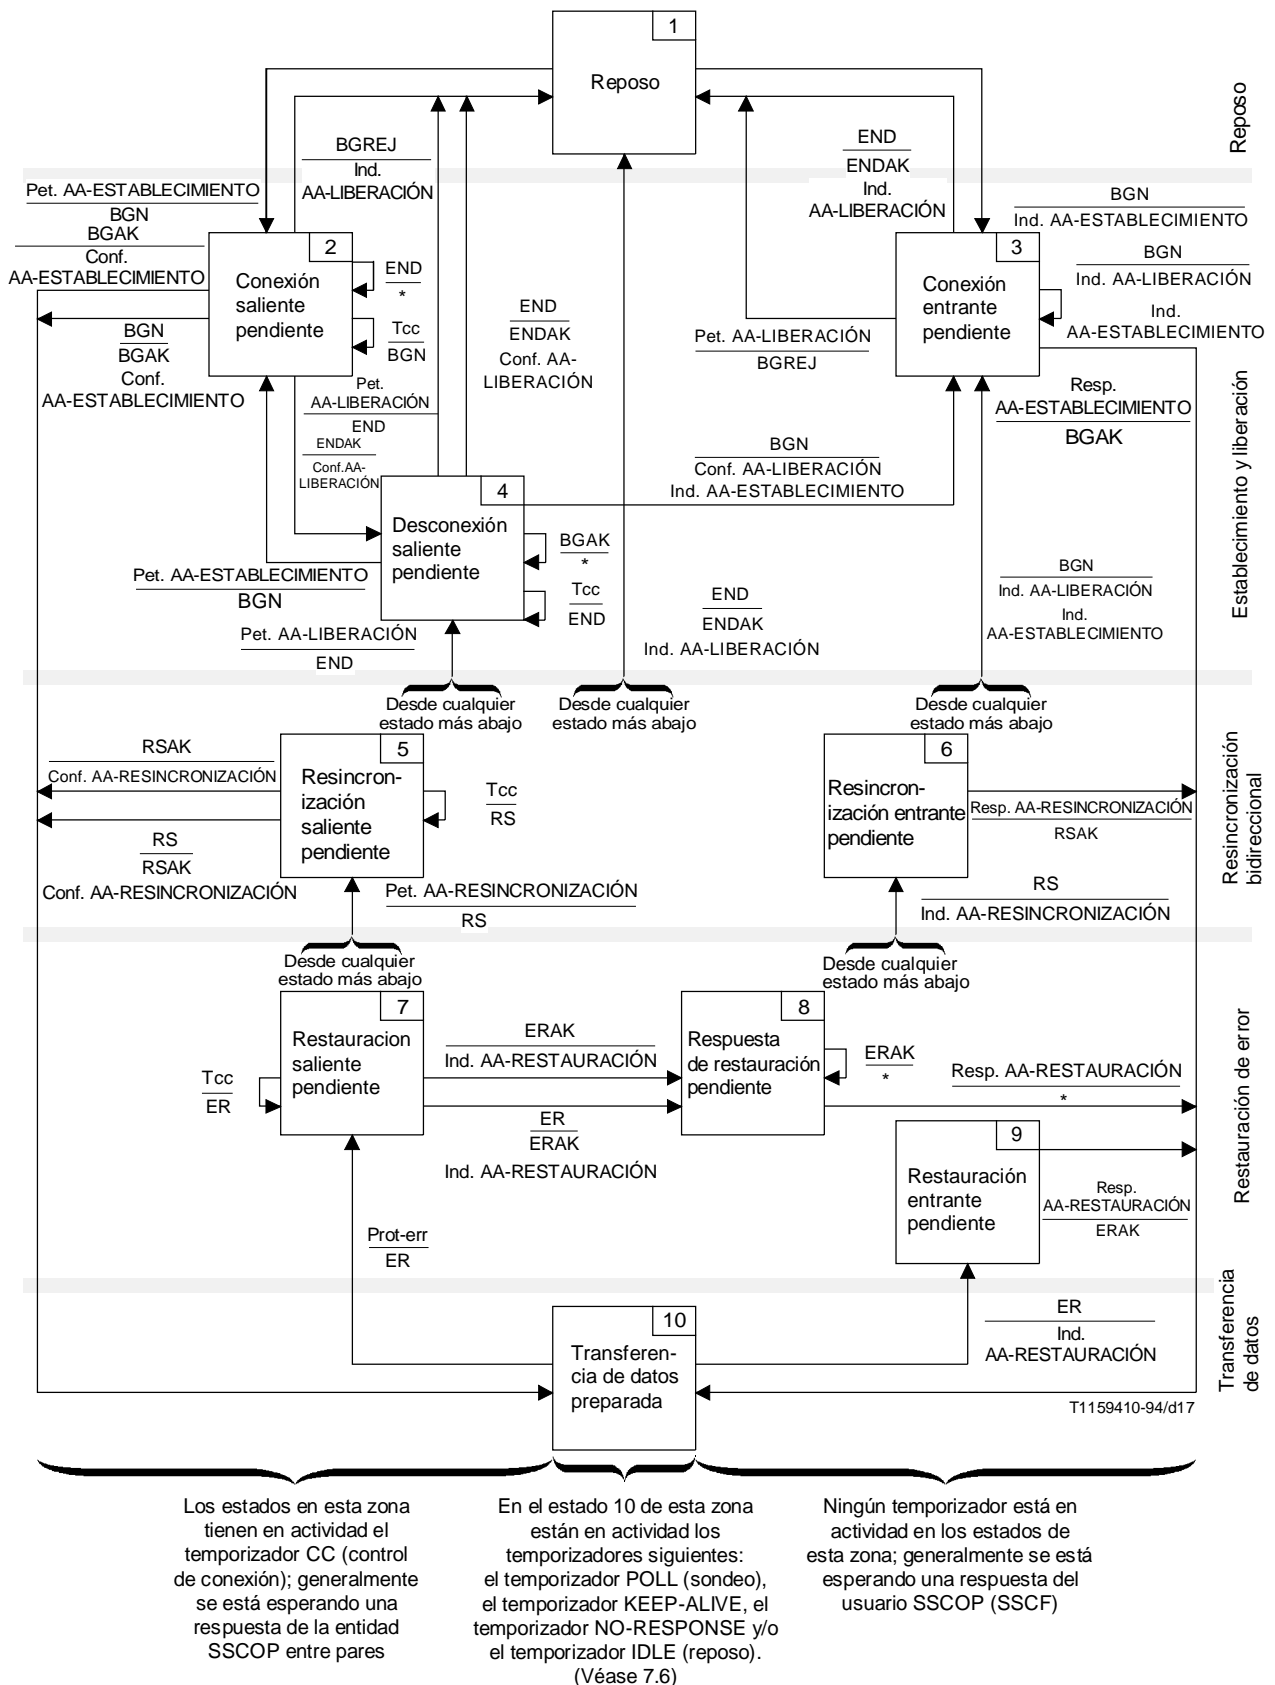 1
Reposo
Reposo
BGREJ
Ind.
AA-LIBERACIÓN
END
ENDAK
Ind.
AA-LIBERACIÓN
Pet. AA-ESTABLECIMIENTO
BGN
BGAK
Conf.
AA-ESTABLECIMIENTO
BGN
Ind. AA-ESTABLECIMIENTO
2
Conexión
saliente
pendiente
END
*
Tcc
BGN
3
Conexión
entrante
pendiente
BGN
Ind. AA-LIBERACIÓN
Ind.
AA-ESTABLECIMIENTO
BGN
BGAK
Conf.
AA-ESTABLECIMIENTO
END
ENDAK
Conf. AA-
LIBERACIÓN
Pet. AA-LIBERACIÓN
BGREJ
Pet.
AA-LIBERACIÓN
END
ENDAK
Conf.AA-
LIBERACIÓN
Resp.
AA-ESTABLECIMIENTO
BGAK
BGN
Conf. AA-LIBERACIÓN
Ind. AA-ESTABLECIMIENTO
Establecimiento y liberación
4
Desconexión
saliente
pendiente
BGAK
*
Tcc
END
Pet. AA-ESTABLECIMIENTO
BGN
Pet. AA-LIBERACIÓN
END
END
ENDAK
Ind. AA-LIBERACIÓN
BGN
Ind. AA-LIBERACIÓN
Ind.
AA-ESTABLECIMIENTO
Desde cualquier
estado más abajo
Desde cualquier
estado más abajo
Desde cualquier
estado más abajo
RSAK
Conf. AA-RESINCRONIZACIÓN
RS
RSAK
Conf. AA-RESINCRONIZACIÓN
5
Resincron-
ización
saliente
pendiente
Tcc
RS
6
Resincron-
ización entrante
pendiente
Resp. AA-RESINCRONIZACIÓN
RSAK
Resincronización
bidireccional
Pet. AA-RESINCRONIZACIÓN
RS
RS
Ind. AA-RESINCRONIZACIÓN
Desde cualquier
estado más abajo
Desde cualquier
estado más abajo
7
Restauracion
saliente
pendiente
Tcc
ER
ERAK
Ind. AA-RESTAURACIÓN
ER
ERAK
Ind. AA-RESTAURACIÓN
8
Respuesta
de restauración
pendiente
ERAK
*
Resp. AA-RESTAURACIÓN
*
9
Restauración
entrante
pendiente
Resp.
AA-RESTAURACIÓN
ERAK
Restauración de error
Prot-err
ER
10
Transferen-
cia de datos
preparada
ER
Ind.
AA-RESTAURACIÓN
Transferencia
de datos
T1159410-94/d17
Los estados en esta zona
tienen en actividad el
temporizador CC (control
de conexión); generalmente
se está esperando una
respuesta de la entidad
SSCOP entre pares
En el estado 10 de esta zona
están en actividad los
temporizadores siguientes:
el temporizador POLL (sondeo),
el temporizador KEEP-ALIVE, el
temporizador NO-RESPONSE y/o
el temporizador IDLE (reposo).
(Véase 7.6)
Ningún temporizador está en
actividad en los estados de
esta zona; generalmente se está
esperando una respuesta del
usuario SSCOP (SSCF)